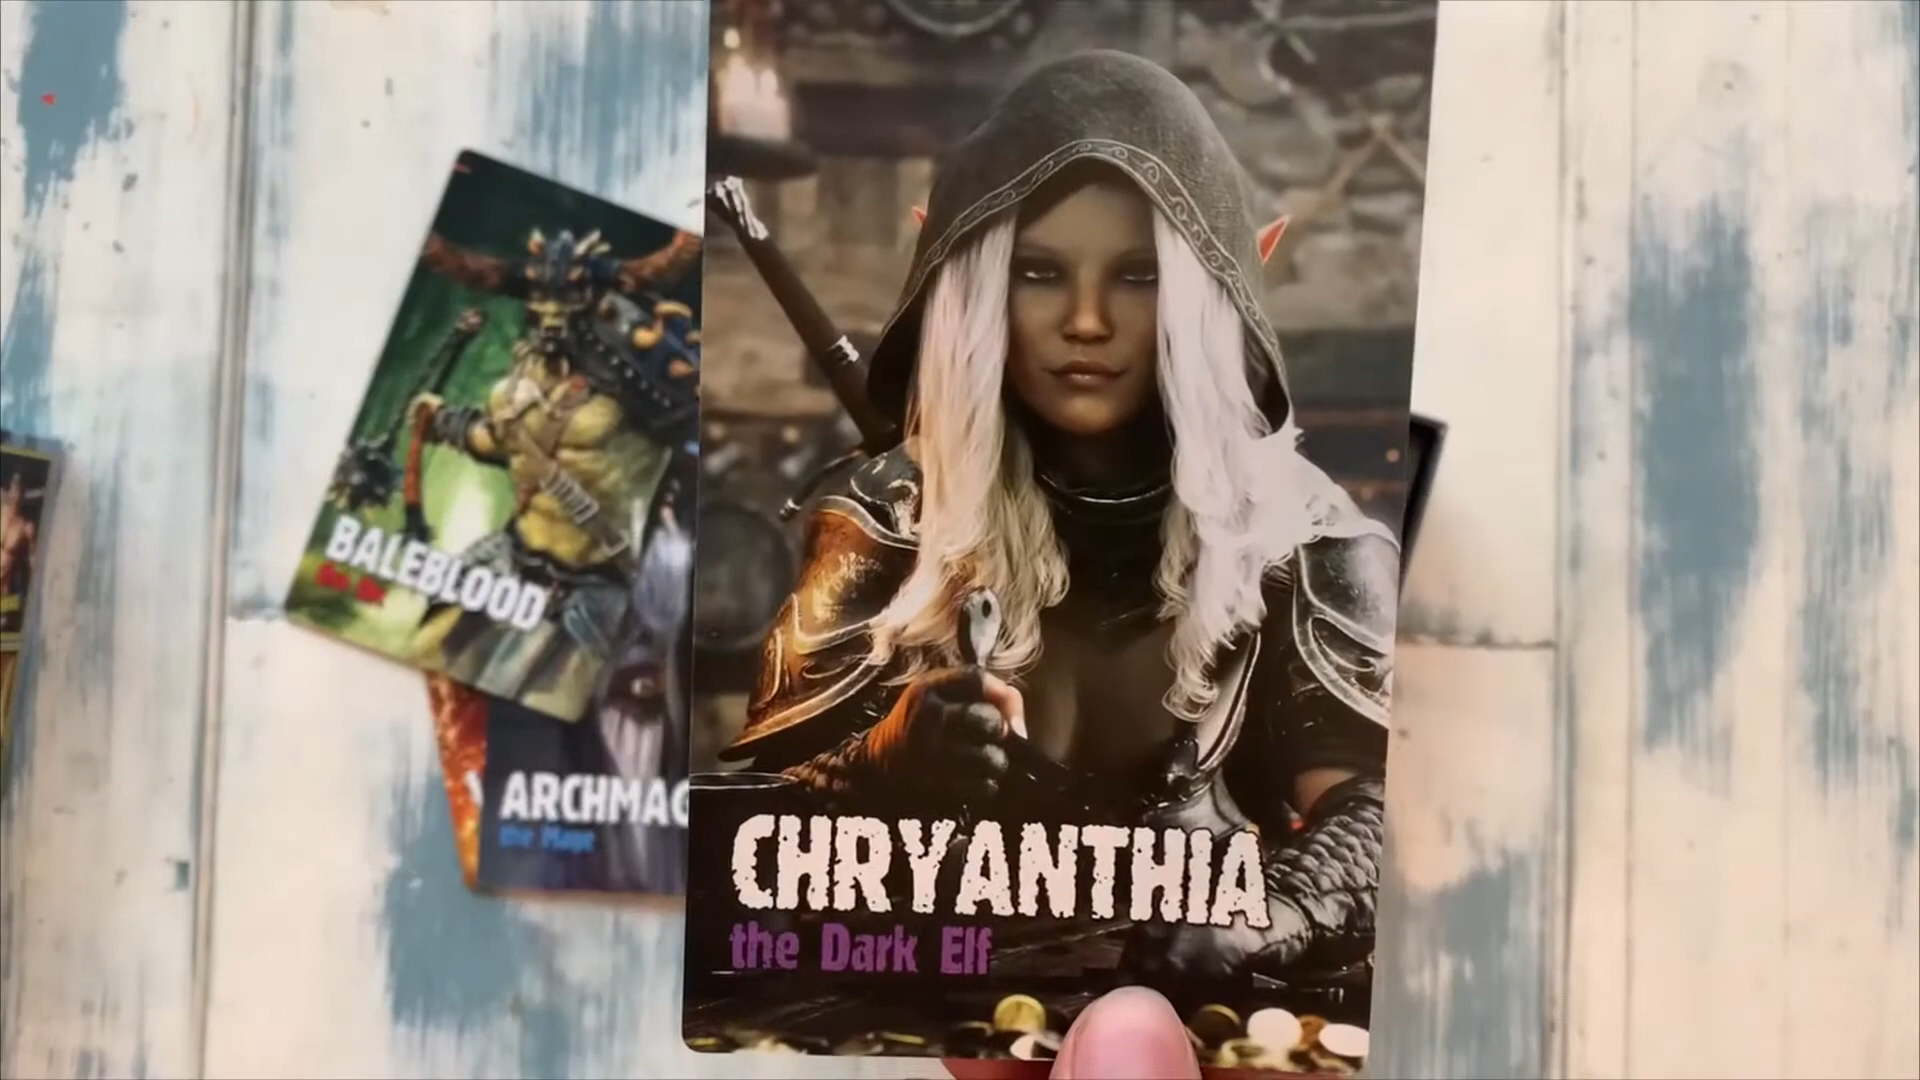 BALEBLOOD
ARCHMAG
the Mage
CHRYANTHIA
the Dark Elf